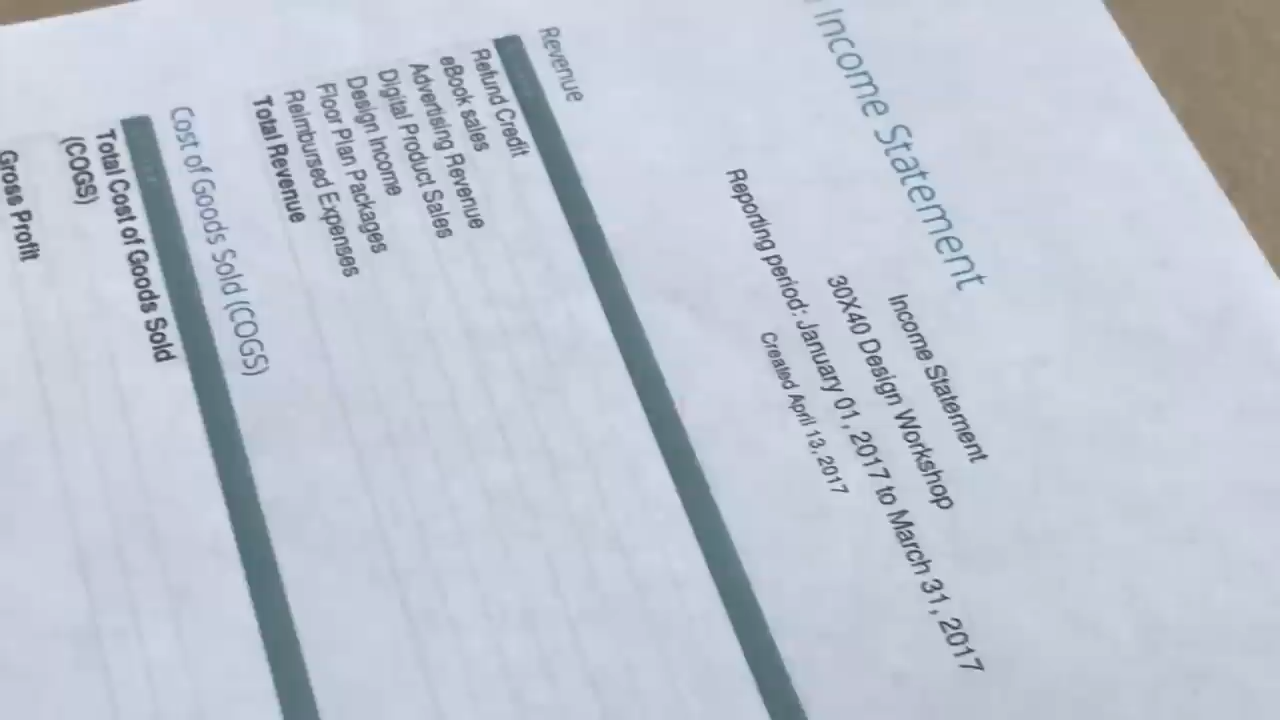 Income Statement
Income Statement
30X40 Design Workshop
Reporting period: January 01, 2017 to March 31, 2017
Created April 13, 2017
Revenue
Refund Credit
eBook sales
Advertising Revenue
Digital Product Sales
Design Income
Floor Plan Packages
Reimbursed Expenses
Total Revenue
Cost of Goods Sold (COGS)
Total Cost of Goods Sold
(COGS)
Gross Profit